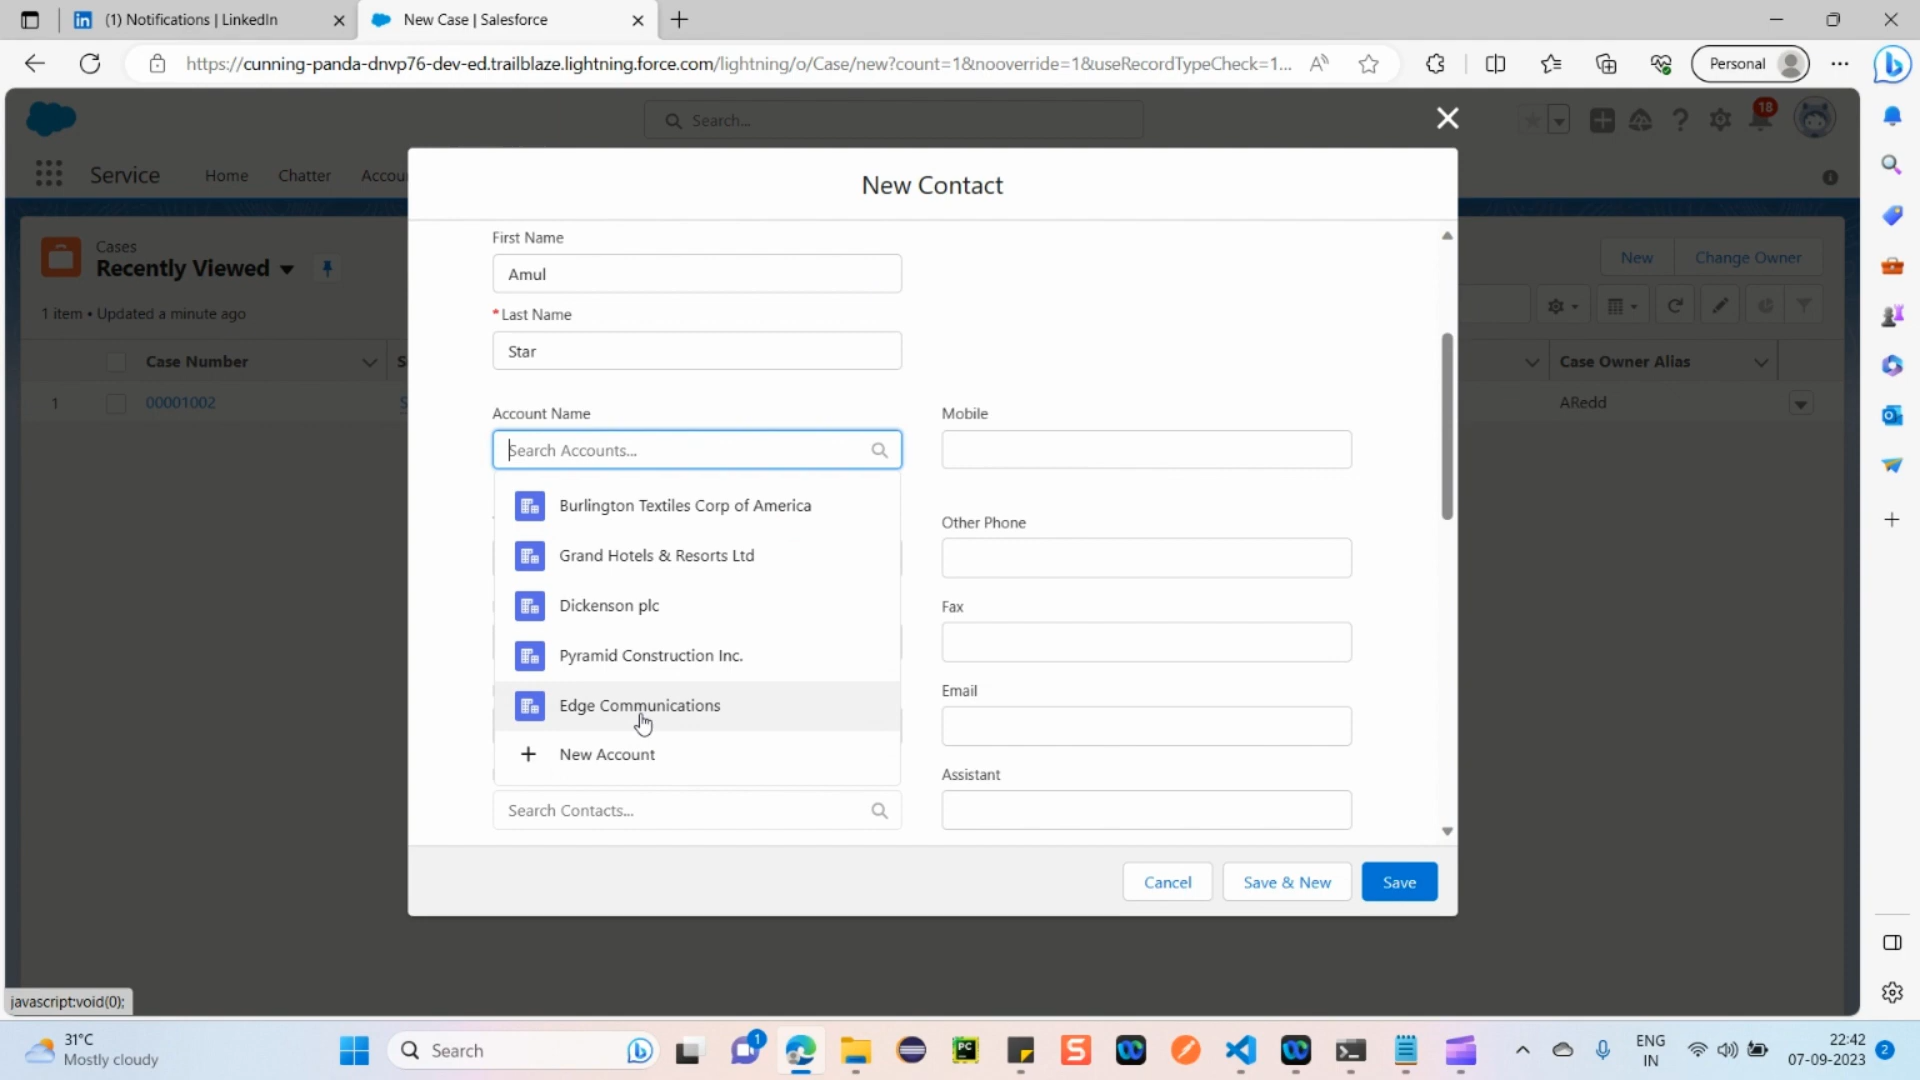 (1) Notifications | LinkedIn
New Case | Salesforce
https://cunning-panda-dnvp76-dev-ed.trailblaze.lightning.force.com/lightning/o/Case/new?count=1&nooverride=1&useRecordTypeCheck=1...
Personal
Search...
18
Service
Home
Chatter
Accou
New Contact
Cases
Recently Viewed
New
Change Owner
1 item • Updated a minute ago
Case Number
S
Case Owner Alias
1
00001002
S
ARedd
First Name
Amul
*Last Name
Star
Account Name
Mobile
Search Accounts...
Burlington Textiles Corp of America
Other Phone
Grand Hotels & Resorts Ltd
Dickenson plc
Fax
Pyramid Construction Inc.
Email
Edge Communications
New Account
Assistant
Search Contacts...
Cancel
Save & New
Save
javascript:void(0);
31°C
Mostly cloudy
Search
1
PC
S
ENG
IN
22:42
07-09-2023
2